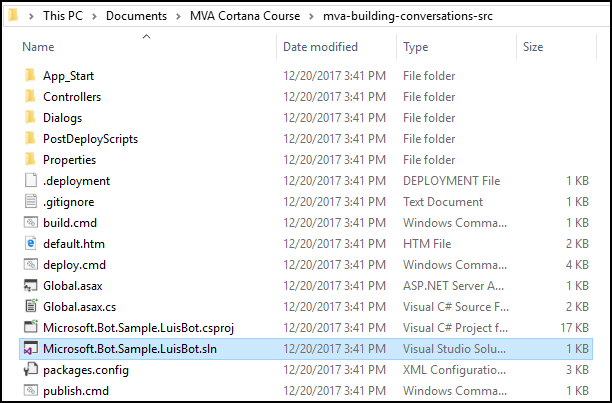 This PC > Documents > MVA Cortana Course > mva-building-conversations-src
Name Date modified Type Size
App_Start 12/20/2017 3:41 PM File folder
Controllers 12/20/2017 3:41 PM File folder
Dialogs 12/20/2017 3:41 PM File folder
PostDeployScripts 12/20/2017 3:41 PM File folder
Properties 12/20/2017 3:41 PM File folder
.deployment 12/20/2017 3:41 PM DEPLOYMENT File 1 KB
.gitignore 12/20/2017 3:41 PM Text Document 1 KB
build.cmd 12/20/2017 3:41 PM Windows Comma... 1 KB
default.htm 12/20/2017 3:41 PM HTM File 2 KB
deploy.cmd 12/20/2017 3:41 PM Windows Comma... 4 KB
Global.asax 12/20/2017 3:41 PM ASP.NET Server A... 1 KB
Global.asax.cs 12/20/2017 3:41 PM Visual C# Source F... 2 KB
Microsoft.Bot.Sample.LuisBot.csproj 12/20/2017 3:41 PM Visual C# Project f... 17 KB
Microsoft.Bot.Sample.LuisBot.sln 12/20/2017 3:41 PM Visual Studio Solu... 1 KB
packages.config 12/20/2017 3:41 PM XML Configuratio... 3 KB
publish.cmd 12/20/2017 3:41 PM Windows Comma... 1 KB